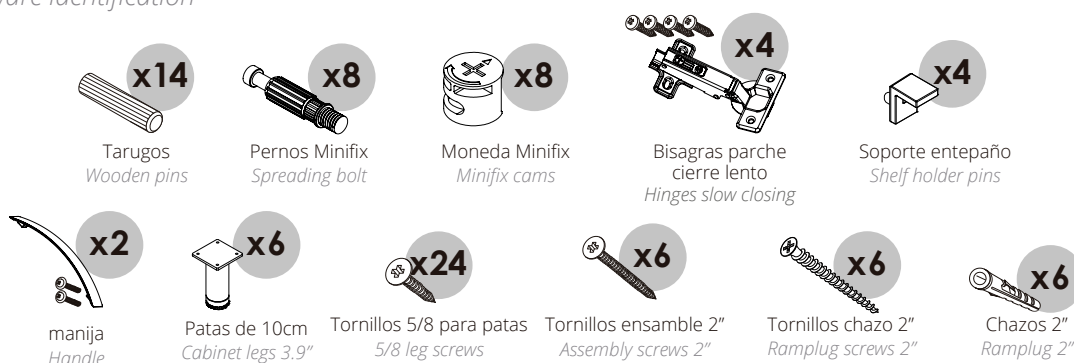 identification
x14
Tarugos
Wooden pins
x8
Pernos Minifix
Spreading bolt
x8
Moneda Minifix
Minifix cams
x4
Bisagras parche
cierre lento
Hinges slow closing
x4
Soporte entepaño
Shelf holder pins
x2
manija
Handle
x6
Patas de 10cm
Cabinet legs 3.9"
x24
Tornillos 5/8 para patas
5/8 leg screws
x6
Tornillos ensamble 2"
Assembly screws 2"
x6
Tornillos chazo 2"
Ramplug screws 2"
x6
Chazos 2"
Ramplug 2"